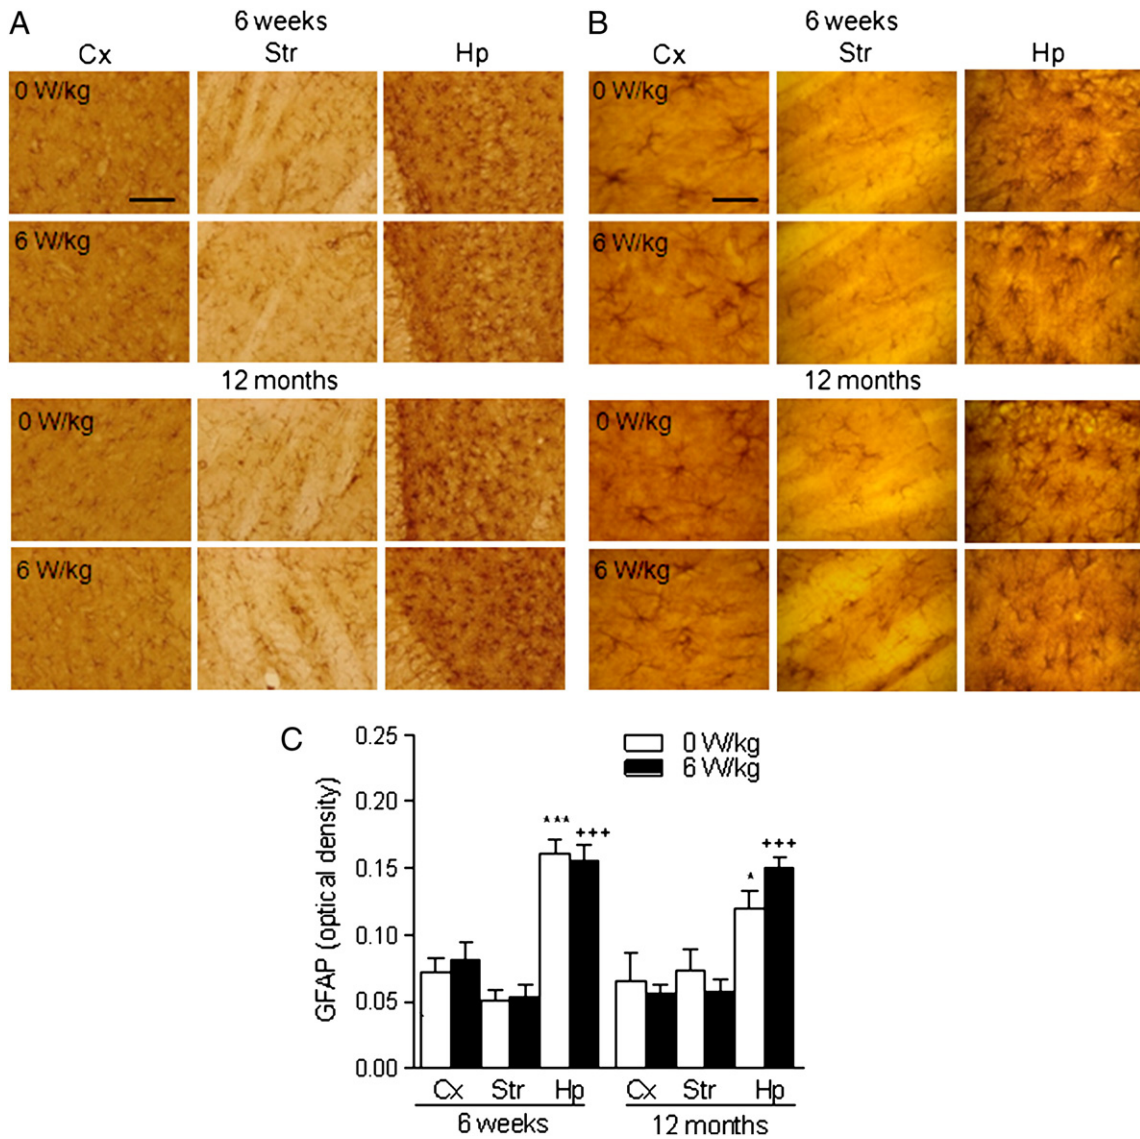 A
6 weeks
Cx Str Hp
0 W/kg
6 W/kg
12 months
0 W/kg
6 W/kg
B
6 weeks
Cx Str Hp
0 W/kg
6 W/kg
12 months
0 W/kg
6 W/kg
C
GFAP (optical density)
0.25
0.20
0.15
0.10
0.05
0.00
0 W/kg
6 W/kg
*** +++
* +++
Cx Str Hp Cx Str Hp
6 weeks 12 months